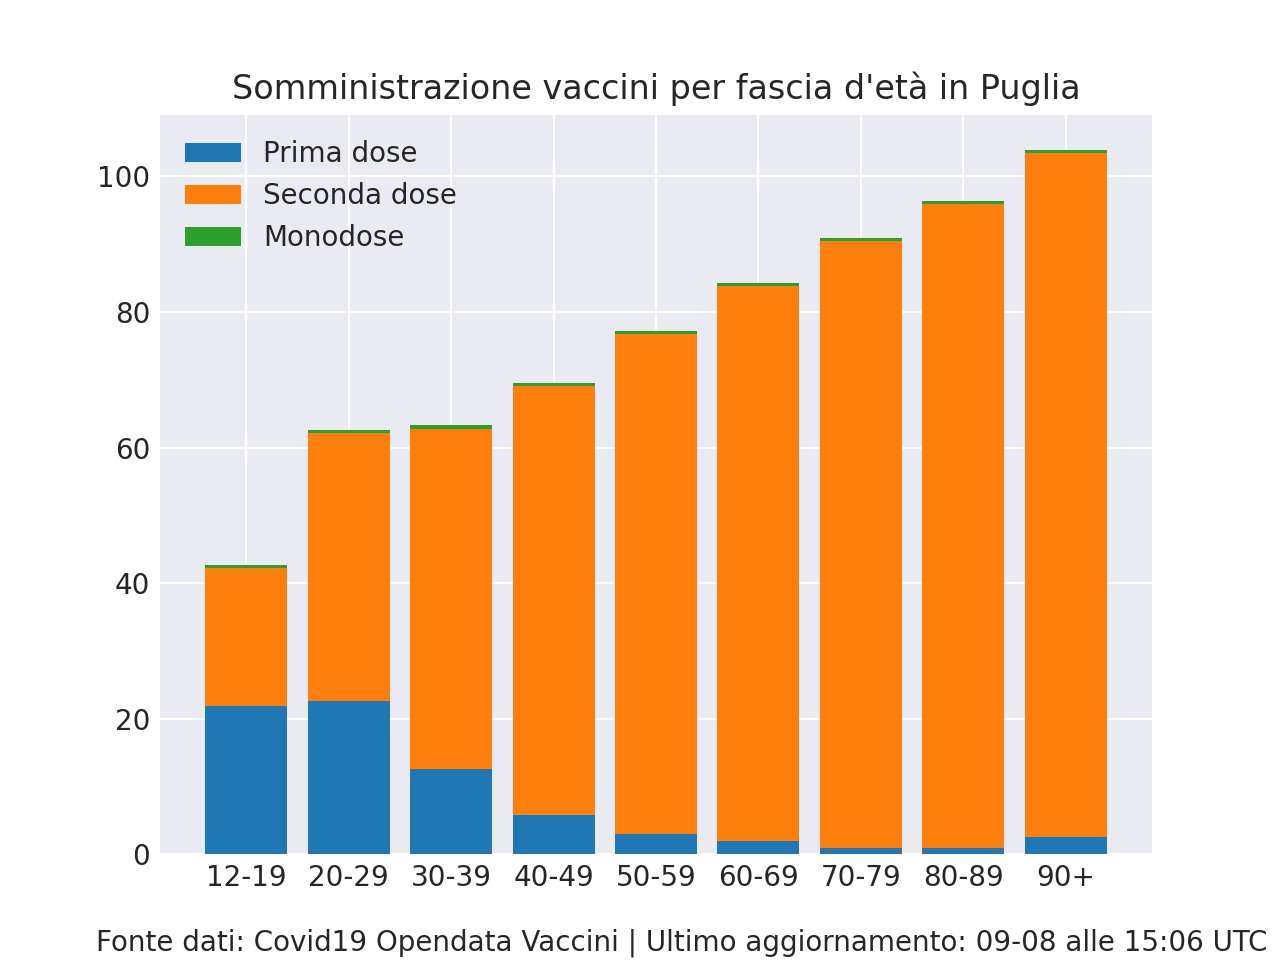 Somministrazione vaccini per fascia d'età in Puglia
Prima dose
Seconda dose
Monodose
100
80
60
40
20
0
12-19 20-29 30-39 40-49 50-59 60-69 70-79 80-89 90+
Fonte dati: Covid19 Opendata Vaccini | Ultimo aggiornamento: 09-08 alle 15:06 UTC